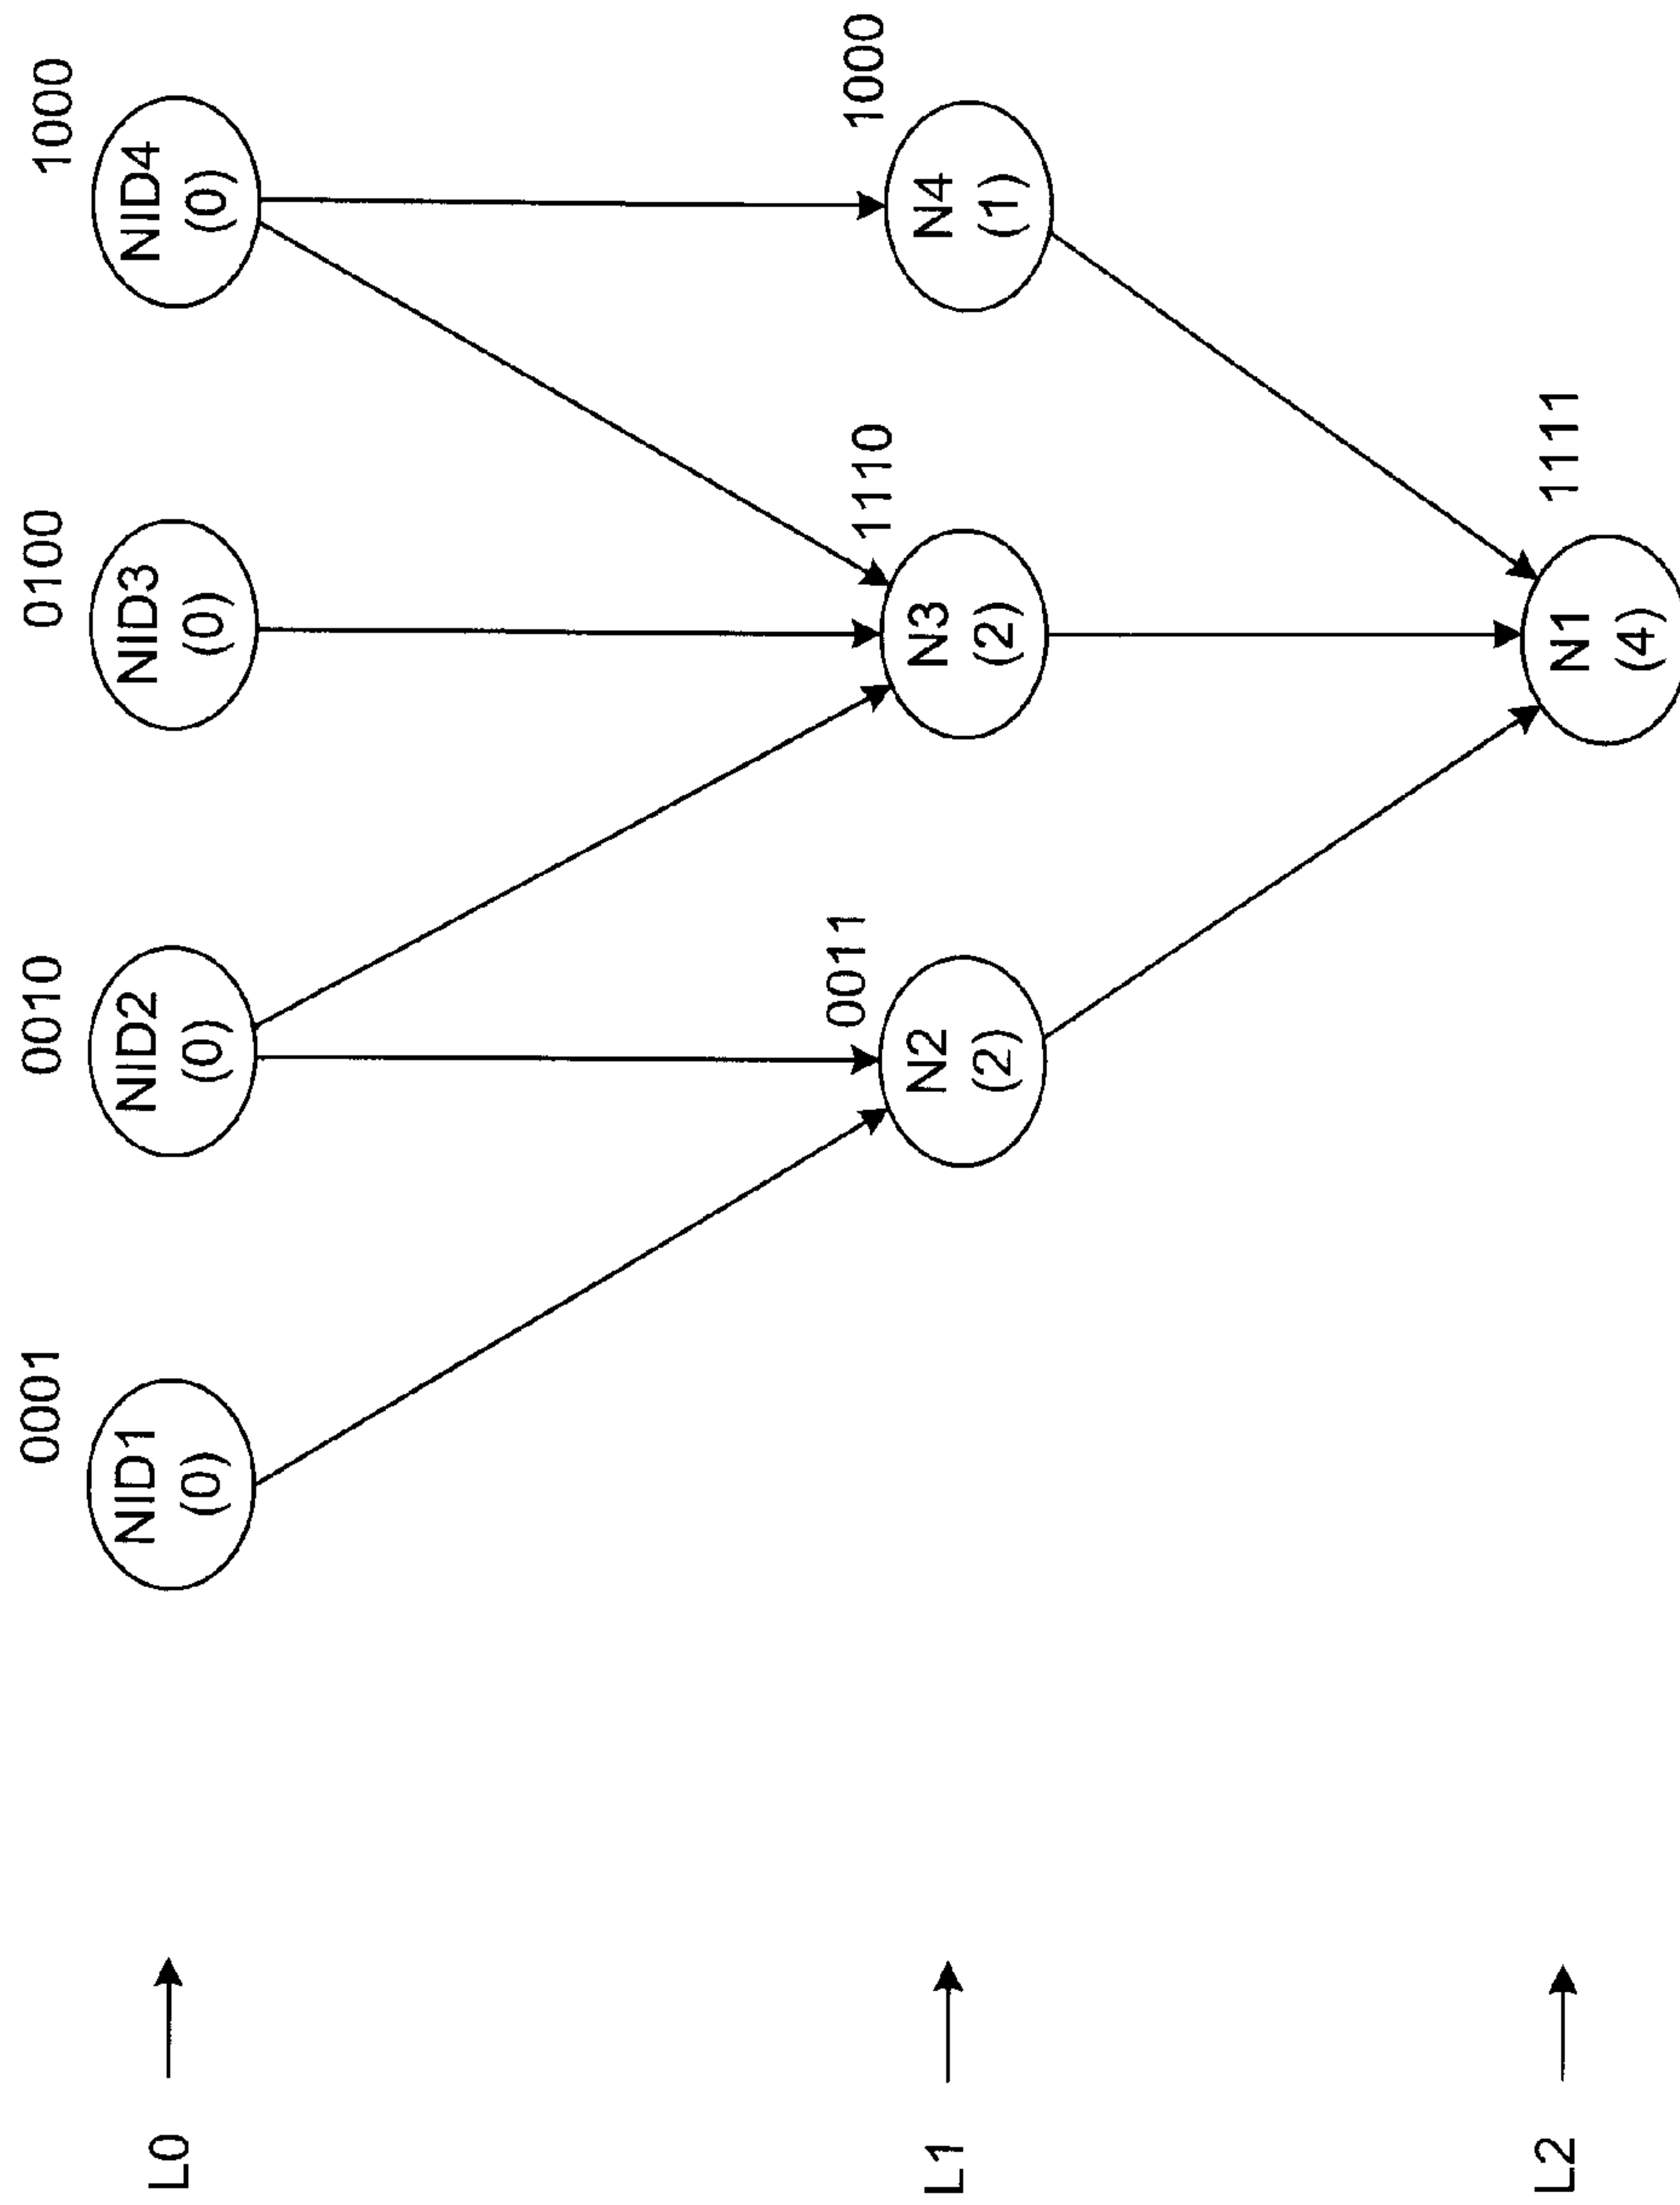 0001
0010
0100
1000
L0
NID1
(0)
NID2
(0)
NID3
(0)
NID4
(0)
0011
1110
1000
L1
N2
(2)
N3
(2)
N4
(1)
1111
L2
N1
(4)